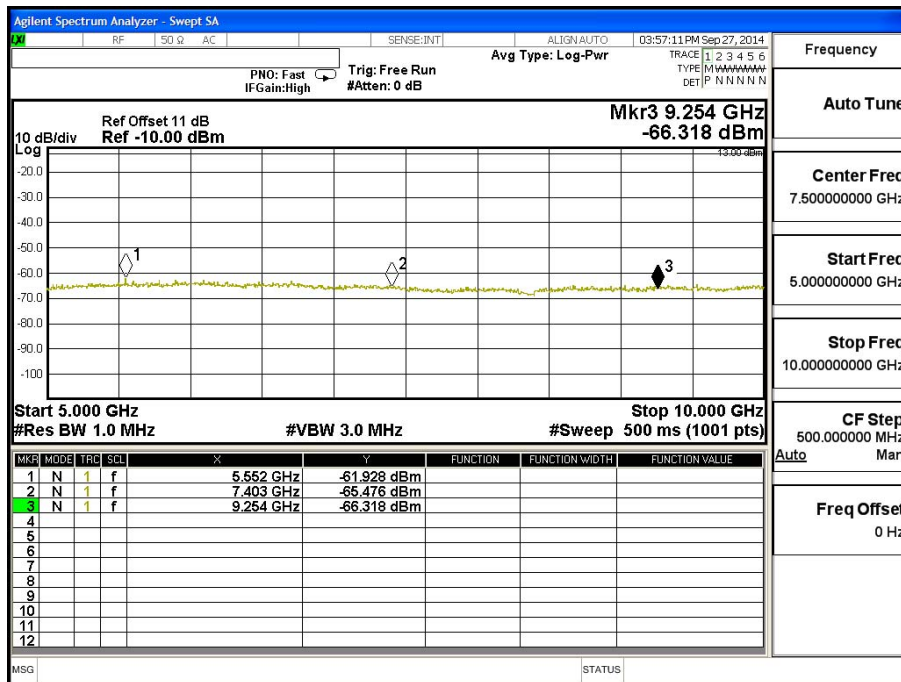 Agilent Spectrum Analyzer - Swept SA
LXI RF 50 Ω AC SENSE:INT ALIGN AUTO 03:57:11 PM Sep 27, 2014
Avg Type: Log-Pwr
TRACE 1 2 3 4 5 6
TYPE M W W W W W
DET P N N N N N
PNO: Fast
IFGain:High
Trig: Free Run
#Atten: 0 dB
Mkr3 9.254 GHz
-66.318 dBm
Ref Offset 11 dB
10 dB/div Ref -10.00 dBm
Log
-13.00 dBm
-20.0
-30.0
-40.0
-50.0
-60.0
-70.0
-80.0
-90.0
-100
1
2
3
Start 5.000 GHz Stop 10.000 GHz
#Res BW 1.0 MHz #VBW 3.0 MHz #Sweep 500 ms (1001 pts)
MKR MODE TRC SCL X Y FUNCTION FUNCTION WIDTH FUNCTION VALUE
1 N 1 f 5.552 GHz -61.928 dBm
2 N 1 f 7.403 GHz -65.476 dBm
3 N 1 f 9.254 GHz -66.318 dBm
4
5
6
7
8
9
10
11
12
MSG STATUS
Frequency
Auto Tune
Center Freq
7.500000000 GHz
Start Freq
5.000000000 GHz
Stop Freq
10.000000000 GHz
CF Step
500.000000 MHz
Auto Man
Freq Offset
0 Hz